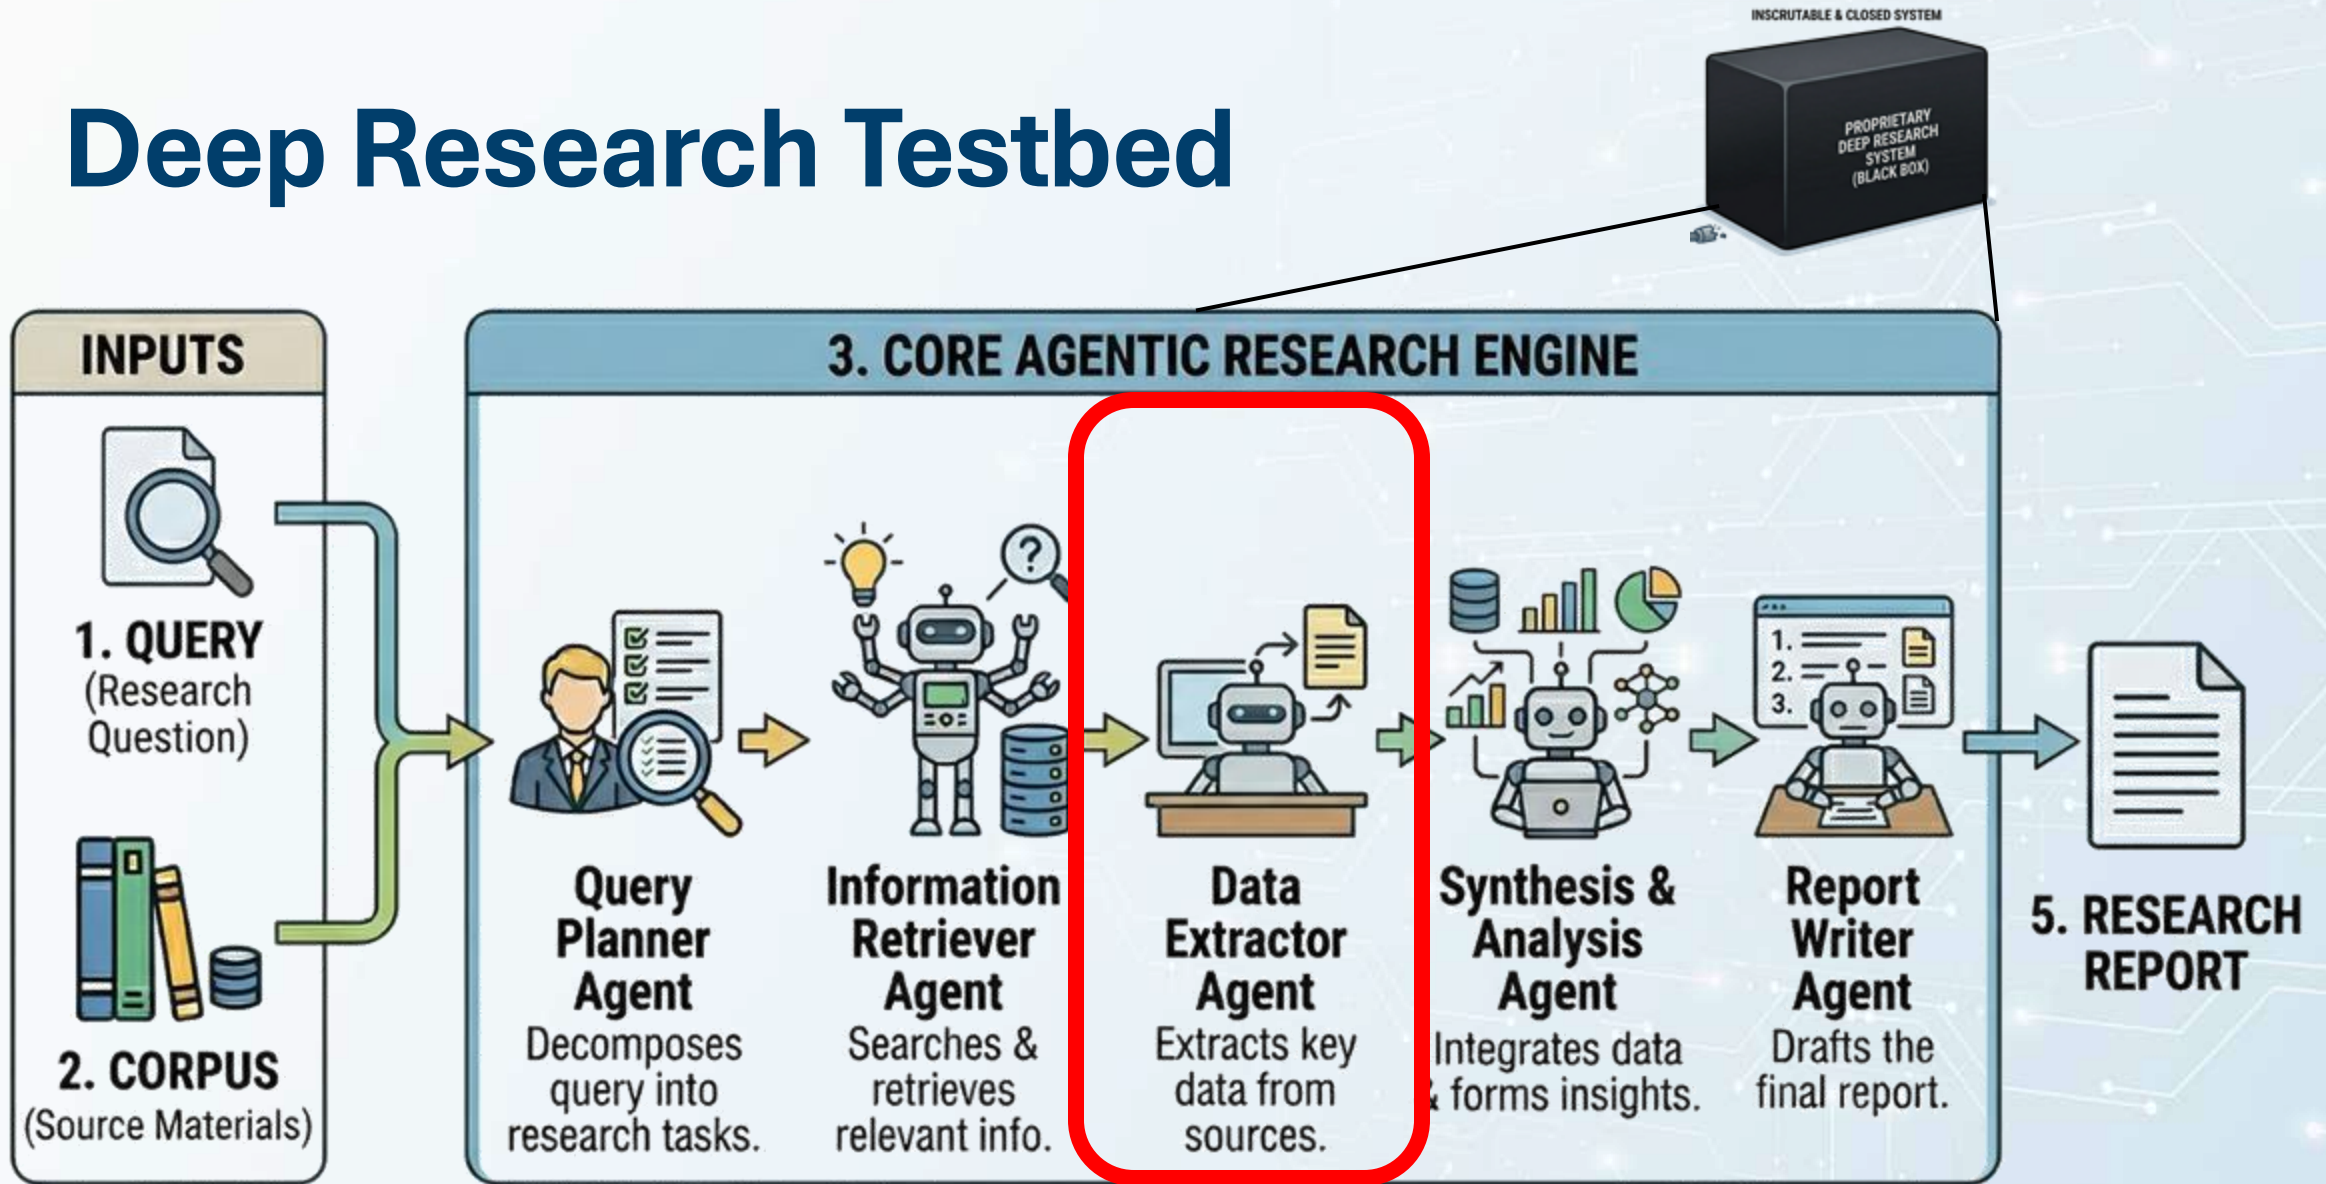 INSCRUTABLE & CLOSED SYSTEM
PROPRIETARY
DEEP RESEARCH
SYSTEM
(BLACK BOX)
Deep Research Testbed
INPUTS
1. QUERY
(Research
Question)
2. CORPUS
(Source Materials)
3. CORE AGENTIC RESEARCH ENGINE
?
Query
Planner
Agent
Decomposes
query into
research tasks.
Information
Retriever
Agent
Searches &
retrieves
relevant info.
Data
Extractor
Agent
Extracts key
data from
sources.
Synthesis &
Analysis
Agent
Integrates data
& forms insights.
1.
2.
3.
Report
Writer
Agent
Drafts the
final report.
5. RESEARCH
REPORT